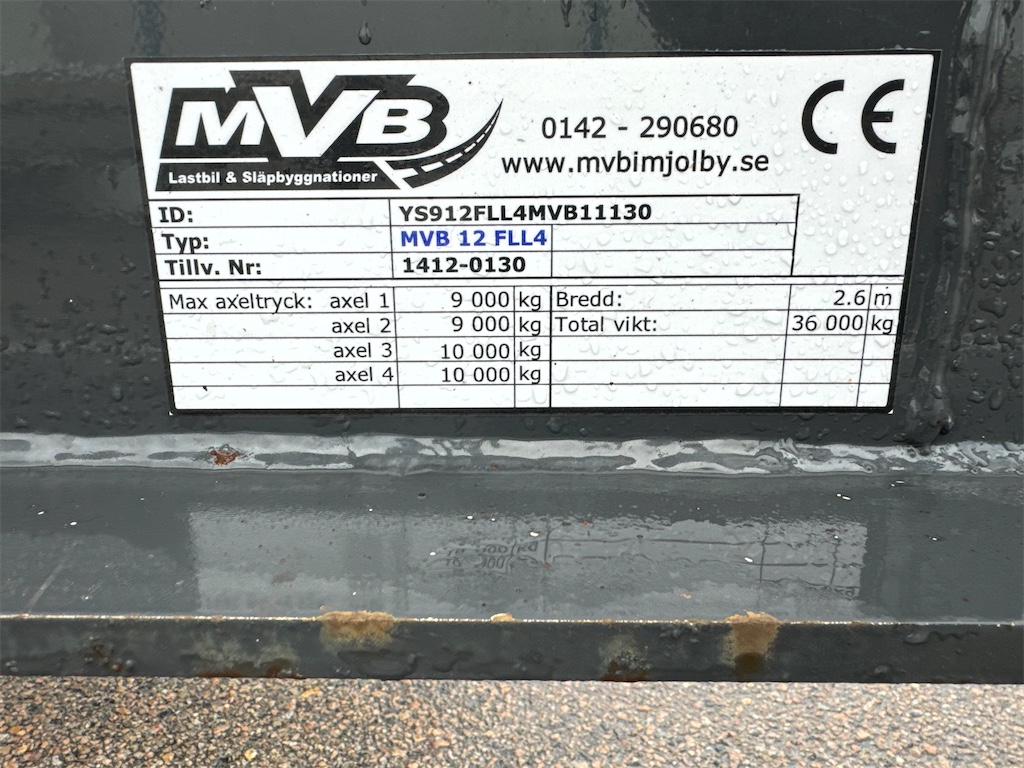 MVB
Lastbil & Släpbyggnationer
0142 - 290680
www.mvbimjolby.se
CE
ID: YS912FLL4MVB11130
Typ: MVB 12 FLL4
Tillv. Nr: 1412-0130
Max axeltryck: axel 1 9 000 kg Bredd: 2.6 m
axel 2 9 000 kg Total vikt: 36 000 kg
axel 3 10 000 kg
axel 4 10 000 kg